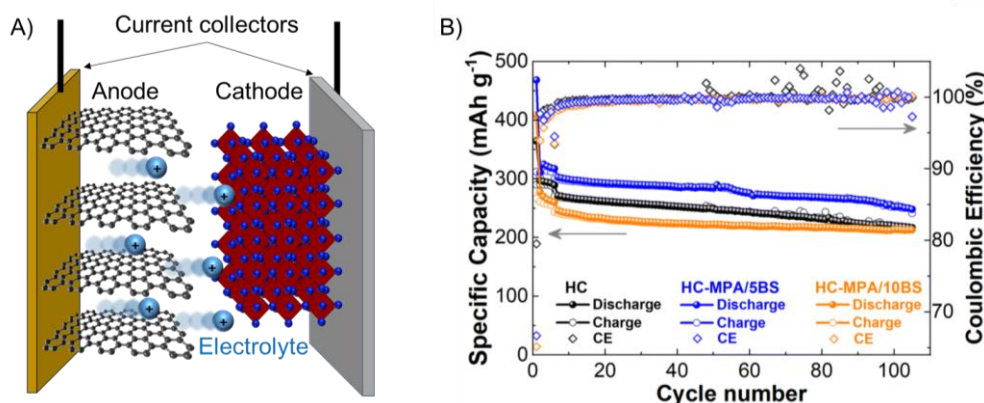 A)
Current collectors
Anode
Cathode
+
+
+
+
+
Electrolyte
B)
Specific Capacity (mAh g⁻¹)
500
400
300
200
100
0
0 20 40 60 80 100
Cycle number
100
90
80
70
Coulombic Efficiency (%)
HC
Discharge
Charge
CE
HC-MPA/5BS
Discharge
Charge
CE
HC-MPA/10BS
Discharge
Charge
CE